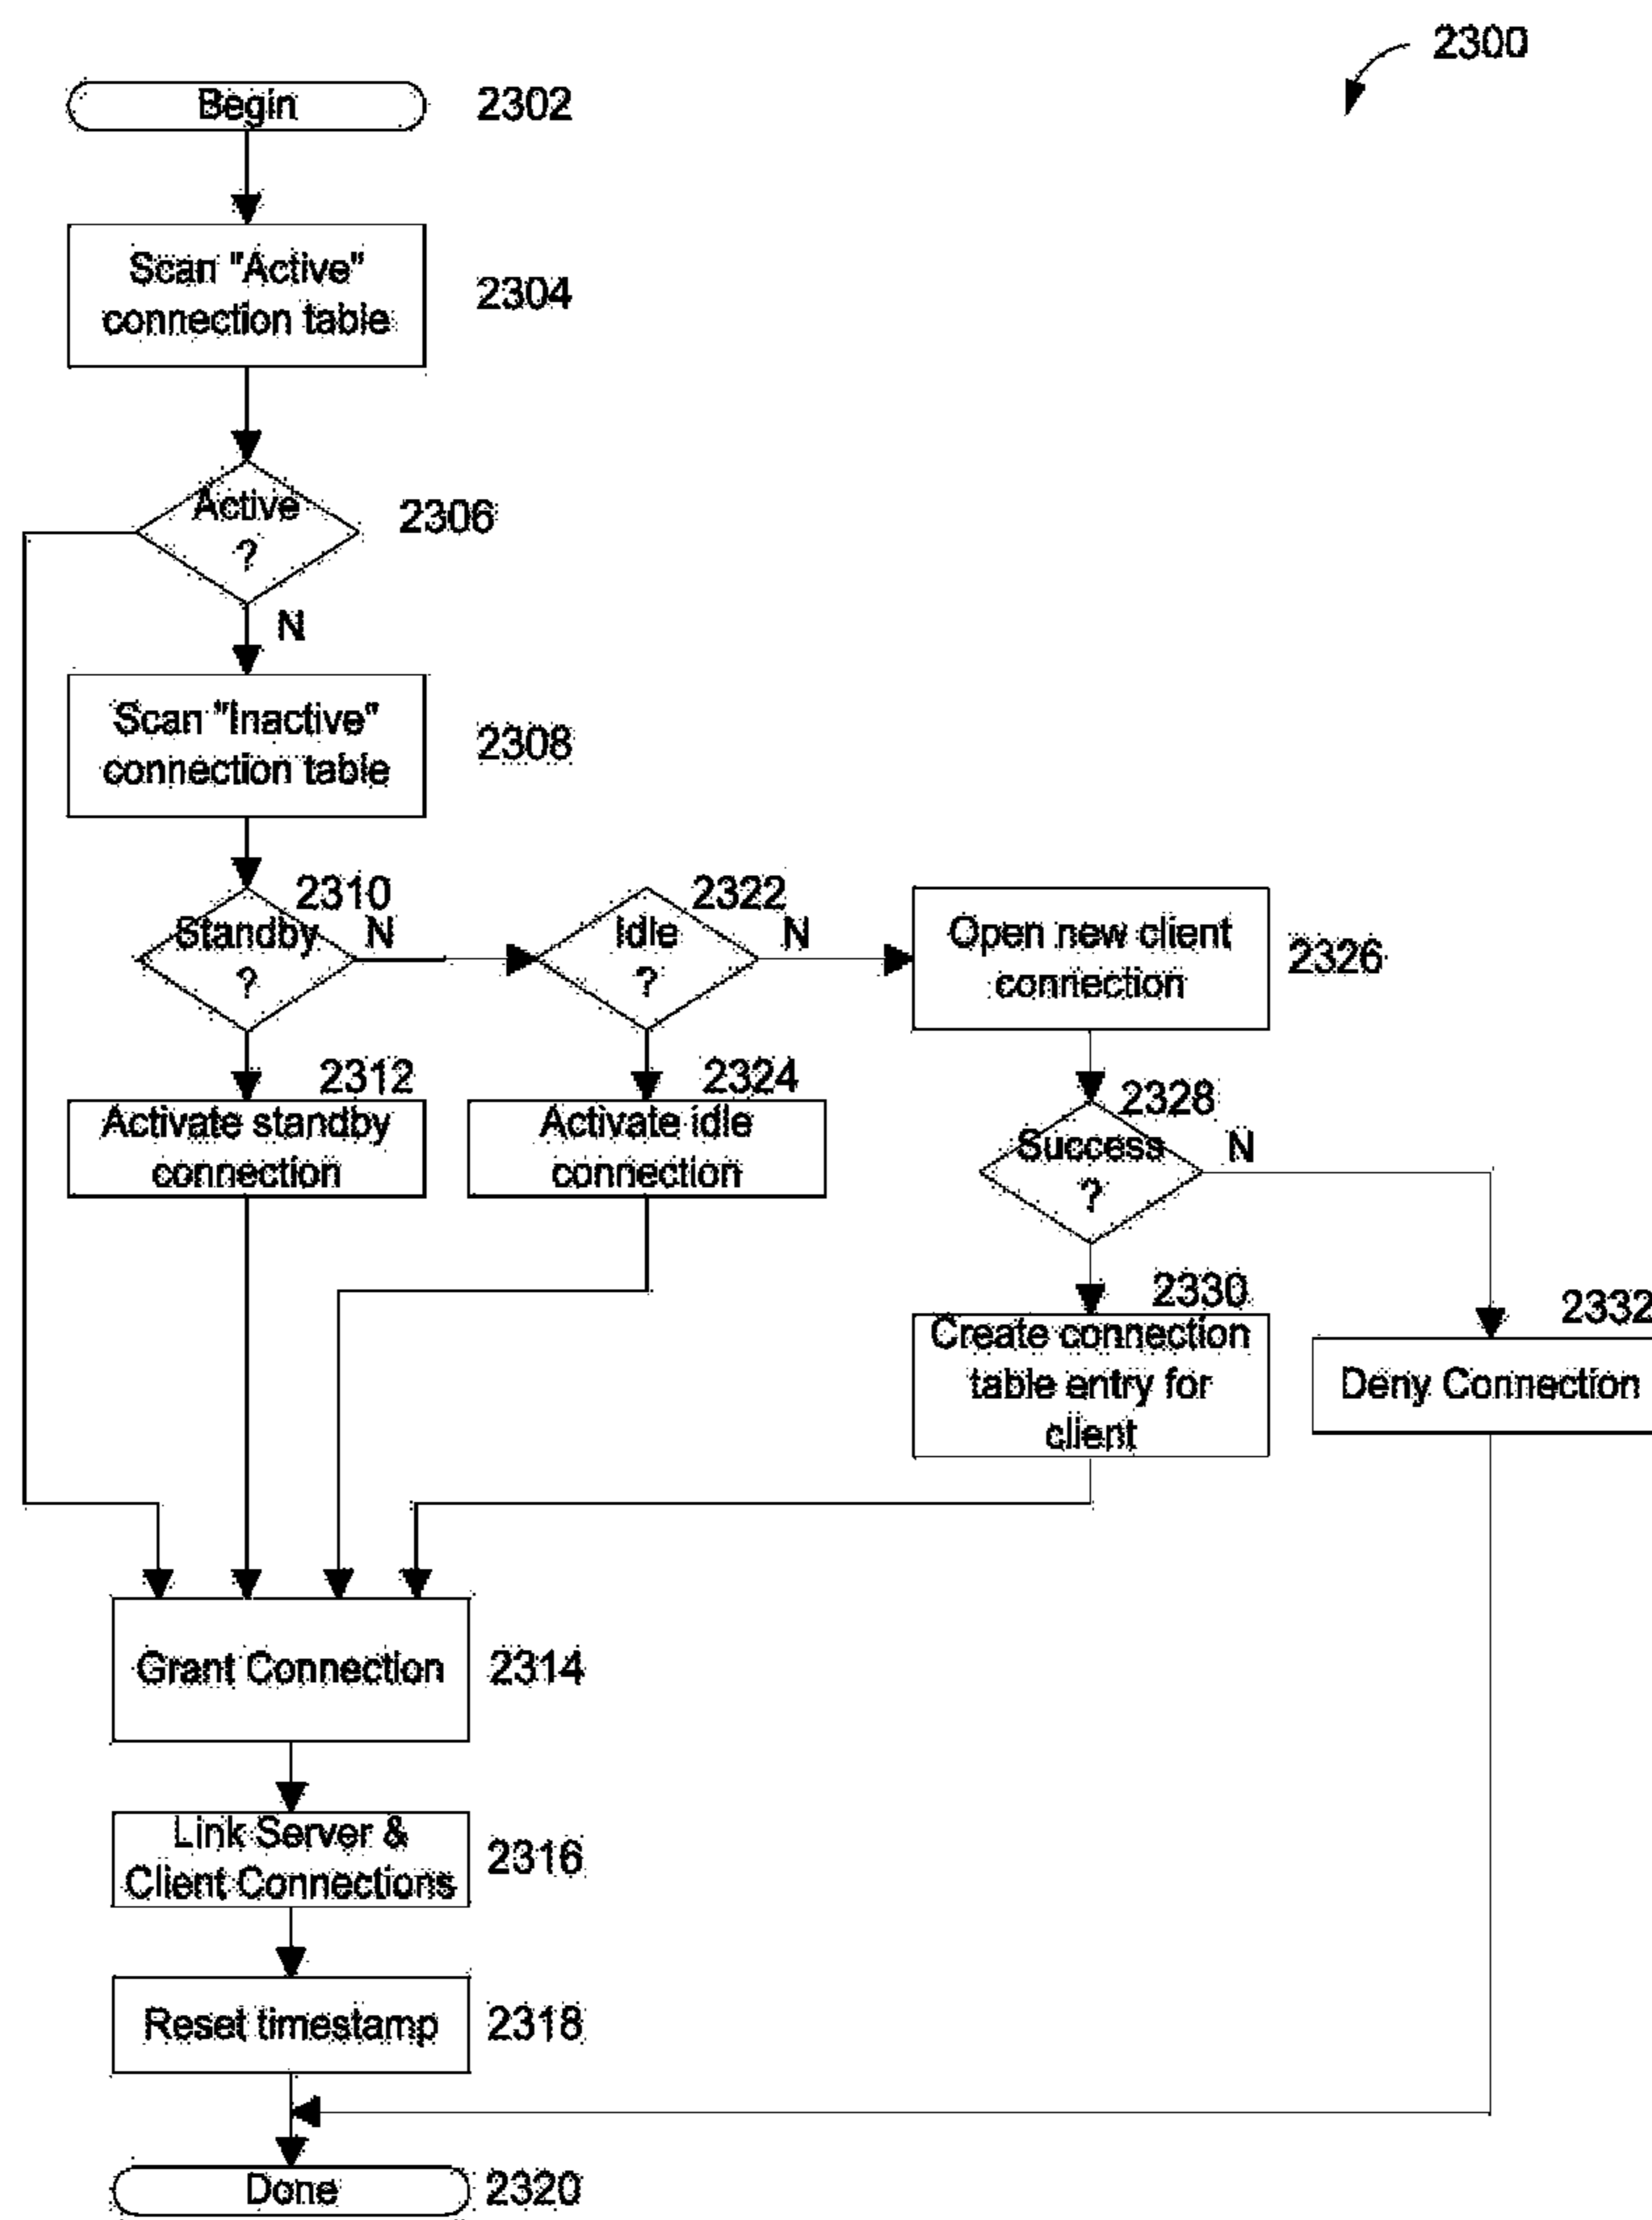 2300
Begin
2302
Scan "Active"
connection table
2304
Active
?
2306
N
Scan "Inactive"
connection table
2308
2310
Standby
?
N
2322
Idle
?
N
Open new client
connection
2326
2312
Activate standby
connection
2324
Activate idle
connection
2328
Success
?
N
2330
Create connection
table entry for
client
2332
Deny Connection
Grant Connection
2314
Link Server &
Client Connections
2316
Reset timestamp
2318
Done
2320